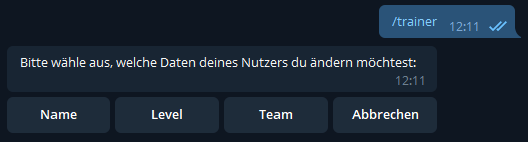 /trainer 12:11
Bitte wähle aus, welche Daten deines Nutzers du ändern möchtest:
12:11
Name Level Team Abbrechen